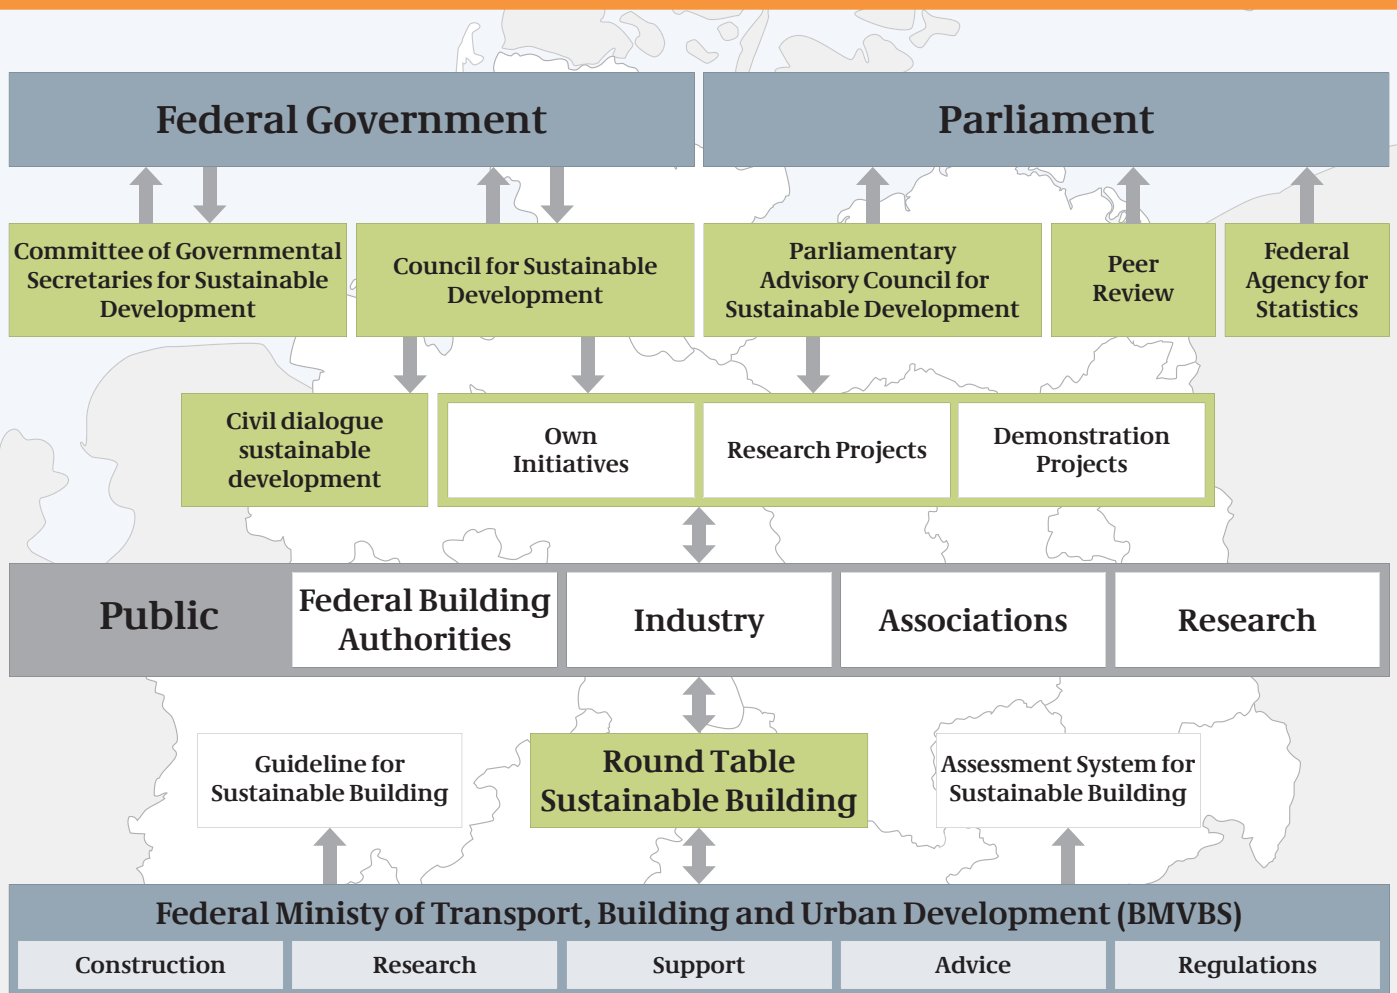 Federal Government
Parliament
Committee of Governmental
Secretaries for Sustainable
Development
Council for Sustainable
Development
Parliamentary
Advisory Council for
Sustainable Development
Peer
Review
Federal
Agency for
Statistics
Civil dialogue
sustainable
development
Own
Initiatives
Research Projects
Demonstration
Projects
Public
Federal Building
Authorities
Industry
Associations
Research
Guideline for
Sustainable Building
Round Table
Sustainable Building
Assessment System for
Sustainable Building
Federal Ministy of Transport, Building and Urban Development (BMVBS)
Construction
Research
Support
Advice
Regulations